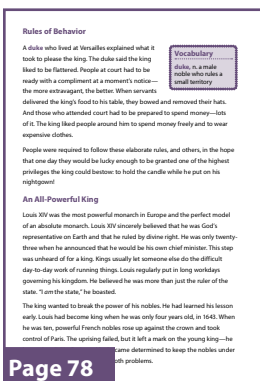 Rules of Behavior
A duke who lived at Versailles explained what it
took to please the king. The duke said the king
liked to be flattered. People at court had to be
ready with a compliment at a moment's notice—
the more extravagant, the better. When servants
delivered the king's food to his table, they bowed and removed their hats.
And those who attended court had to be prepared to spend money—lots
of it. The king liked people around him to spend money freely and to wear
expensive clothes.
Vocabulary
duke, n. a male
noble who rules a
small territory
People were required to follow these elaborate rules, and others, in the hope
that one day they would be lucky enough to be granted one of the highest
privileges the king could bestow: to hold the candle while he put on his
nightgown!
An All-Powerful King
Louis XIV was the most powerful monarch in Europe and the perfect model
of an absolute monarch. Louis XIV sincerely believed that he was God's
representative on Earth and that he ruled by divine right. He was only twenty-
three when he announced that he would be his own chief minister. This step
was unheard of for a king. Kings usually let someone else do the difficult
day-to-day work of running things. Louis regularly put in long workdays
governing his kingdom. He believed he was more than just the ruler of the
state. "I am the state," he boasted.
The king wanted to break the power of his nobles. He had learned his lesson
early. Louis had become king when he was only four years old, in 1643. When
he was ten, powerful French nobles rose up against the crown and took
control of Paris. The uprising failed, but it left a mark on the young king—he
came determined to keep the nobles under
oth problems.
Page 78